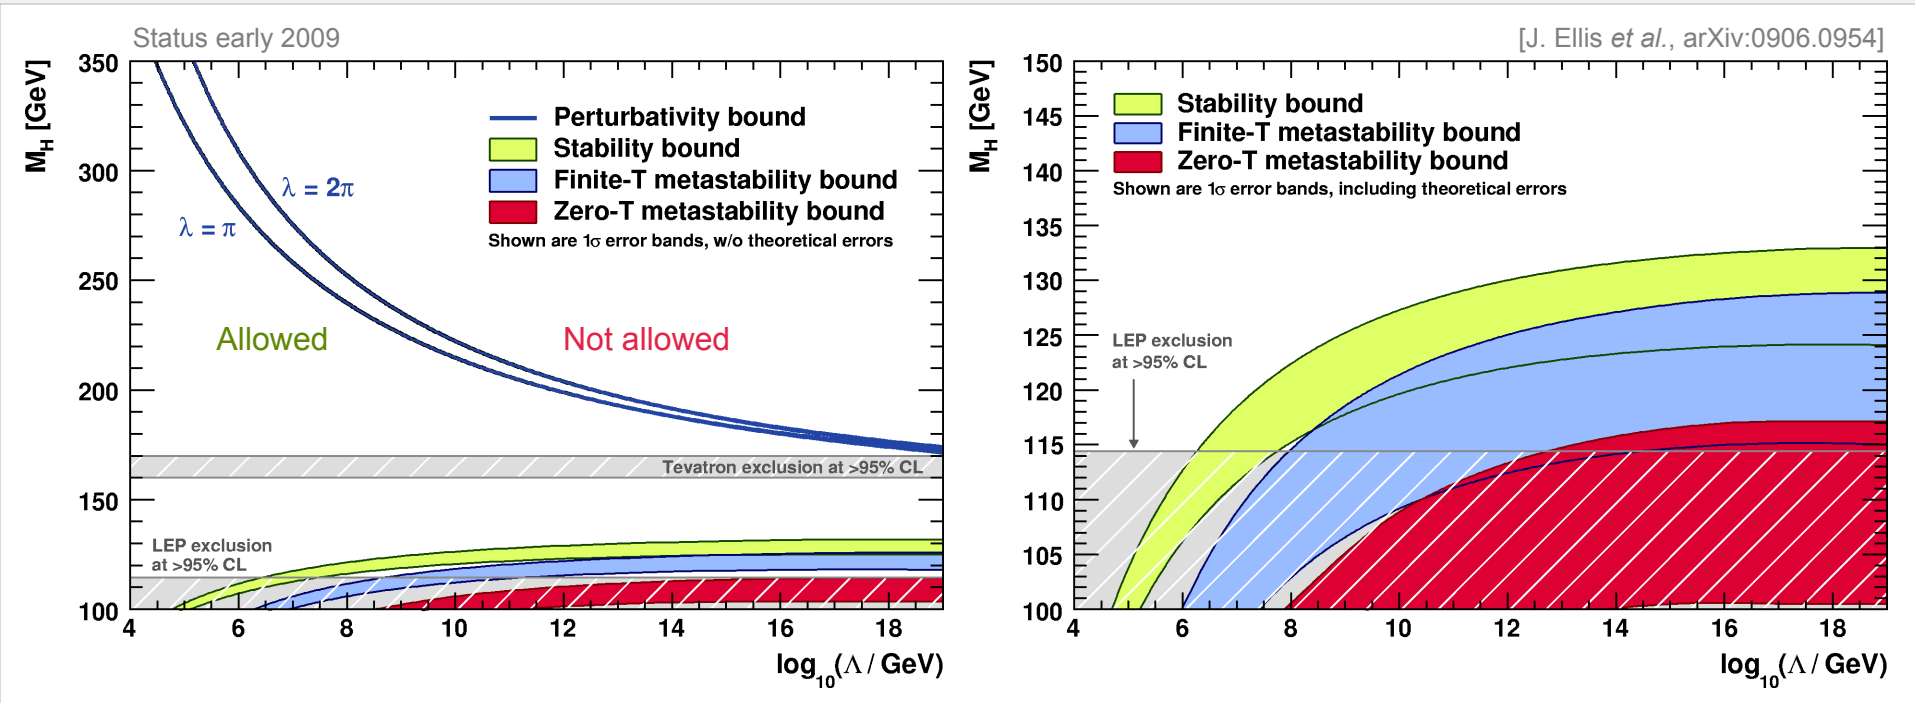 Status early 2009
[J. Ellis et al., arXiv:0906.0954]
M_H [GeV]
350
300
250
200
150
100
4 6 8 10 12 14 16 18
log_10(Λ / GeV)
Perturbativity bound
Stability bound
Finite-T metastability bound
Zero-T metastability bound
Shown are 1σ error bands, w/o theoretical errors
λ = 2π
λ = π
Allowed
Not allowed
Tevatron exclusion at >95% CL
LEP exclusion
at >95% CL
M_H [GeV]
150
145
140
135
130
125
120
115
110
105
100
4 6 8 10 12 14 16 18
log_10(Λ / GeV)
Stability bound
Finite-T metastability bound
Zero-T metastability bound
Shown are 1σ error bands, including theoretical errors
LEP exclusion
at >95% CL